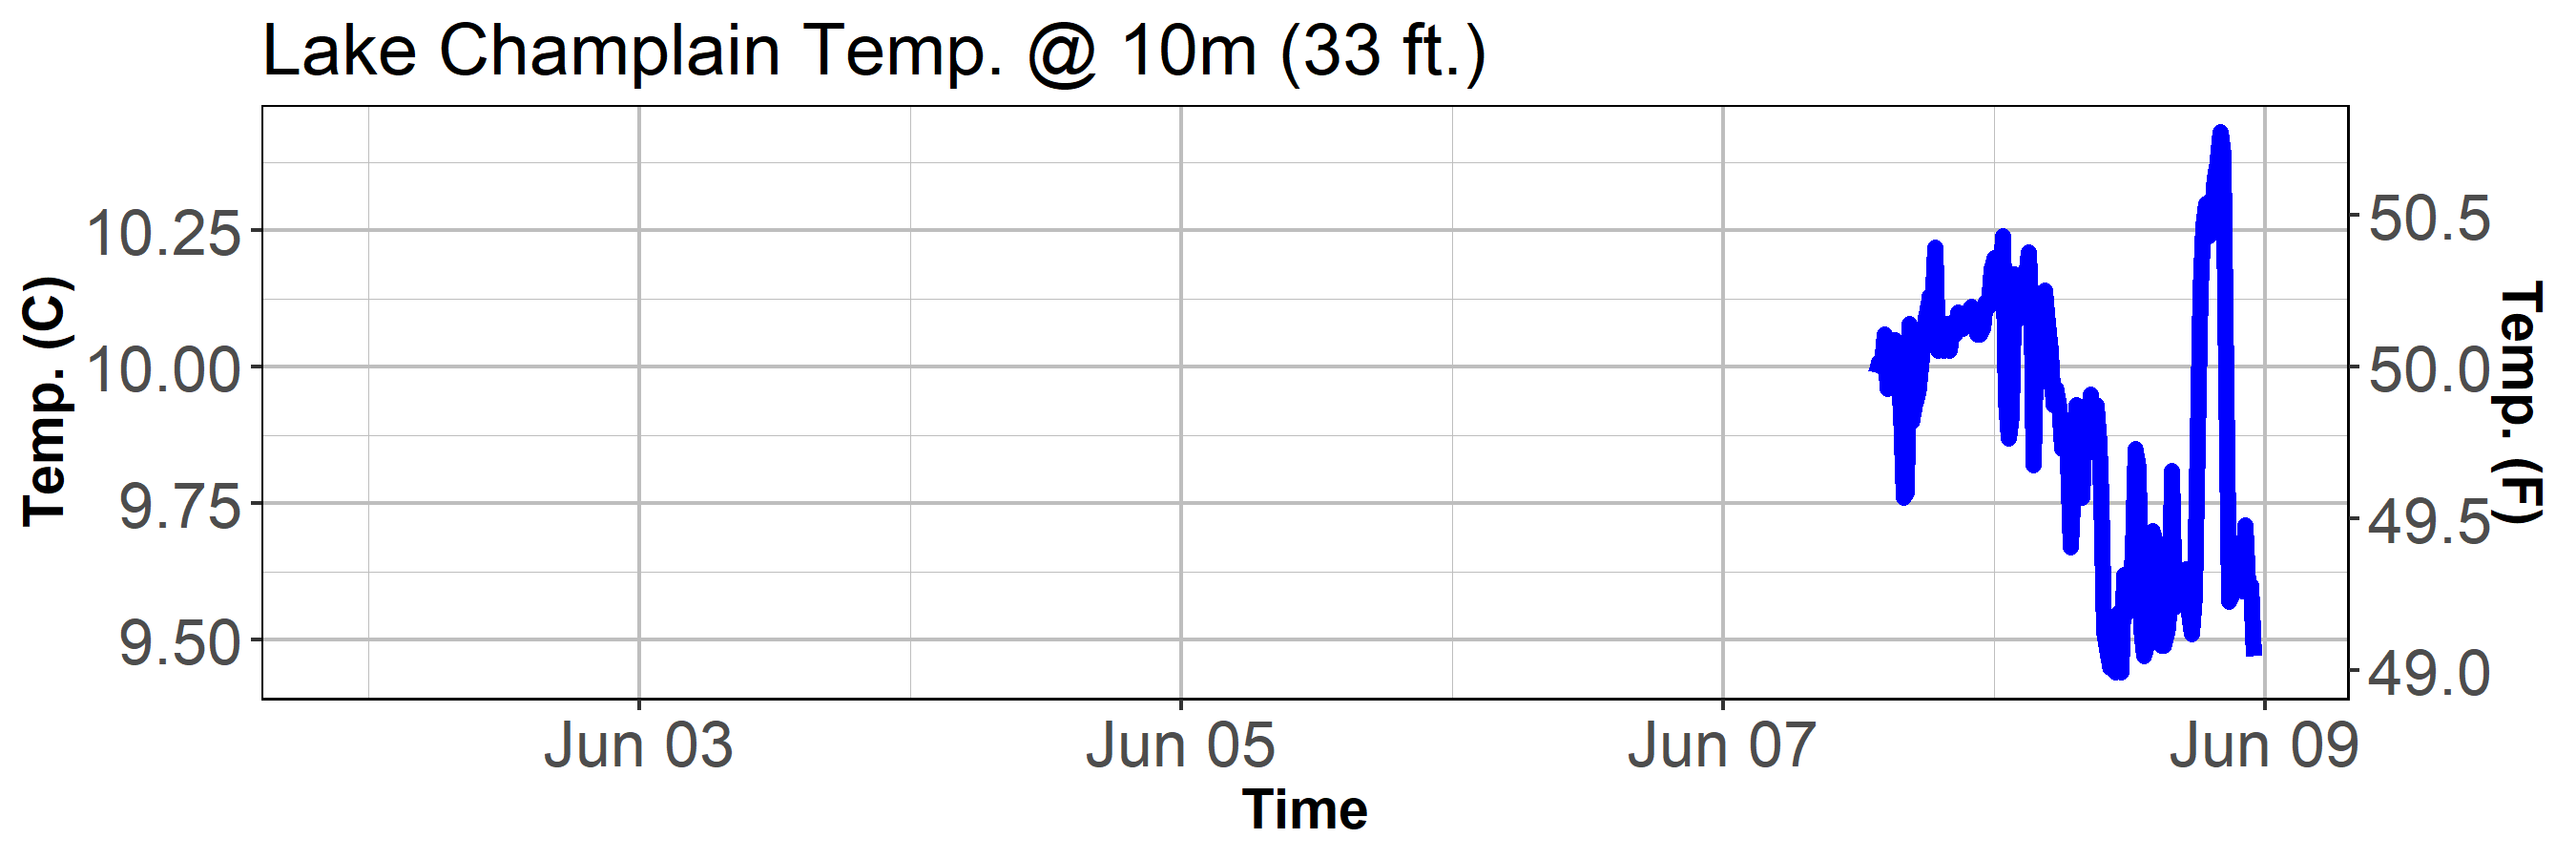 Lake Champlain Temp. @ 10m (33 ft.)
Temp. (C)
10.25
10.00
9.75
9.50
50.5
50.0
49.5
49.0
Temp. (F)
Jun 03 Jun 05 Jun 07 Jun 09
Time